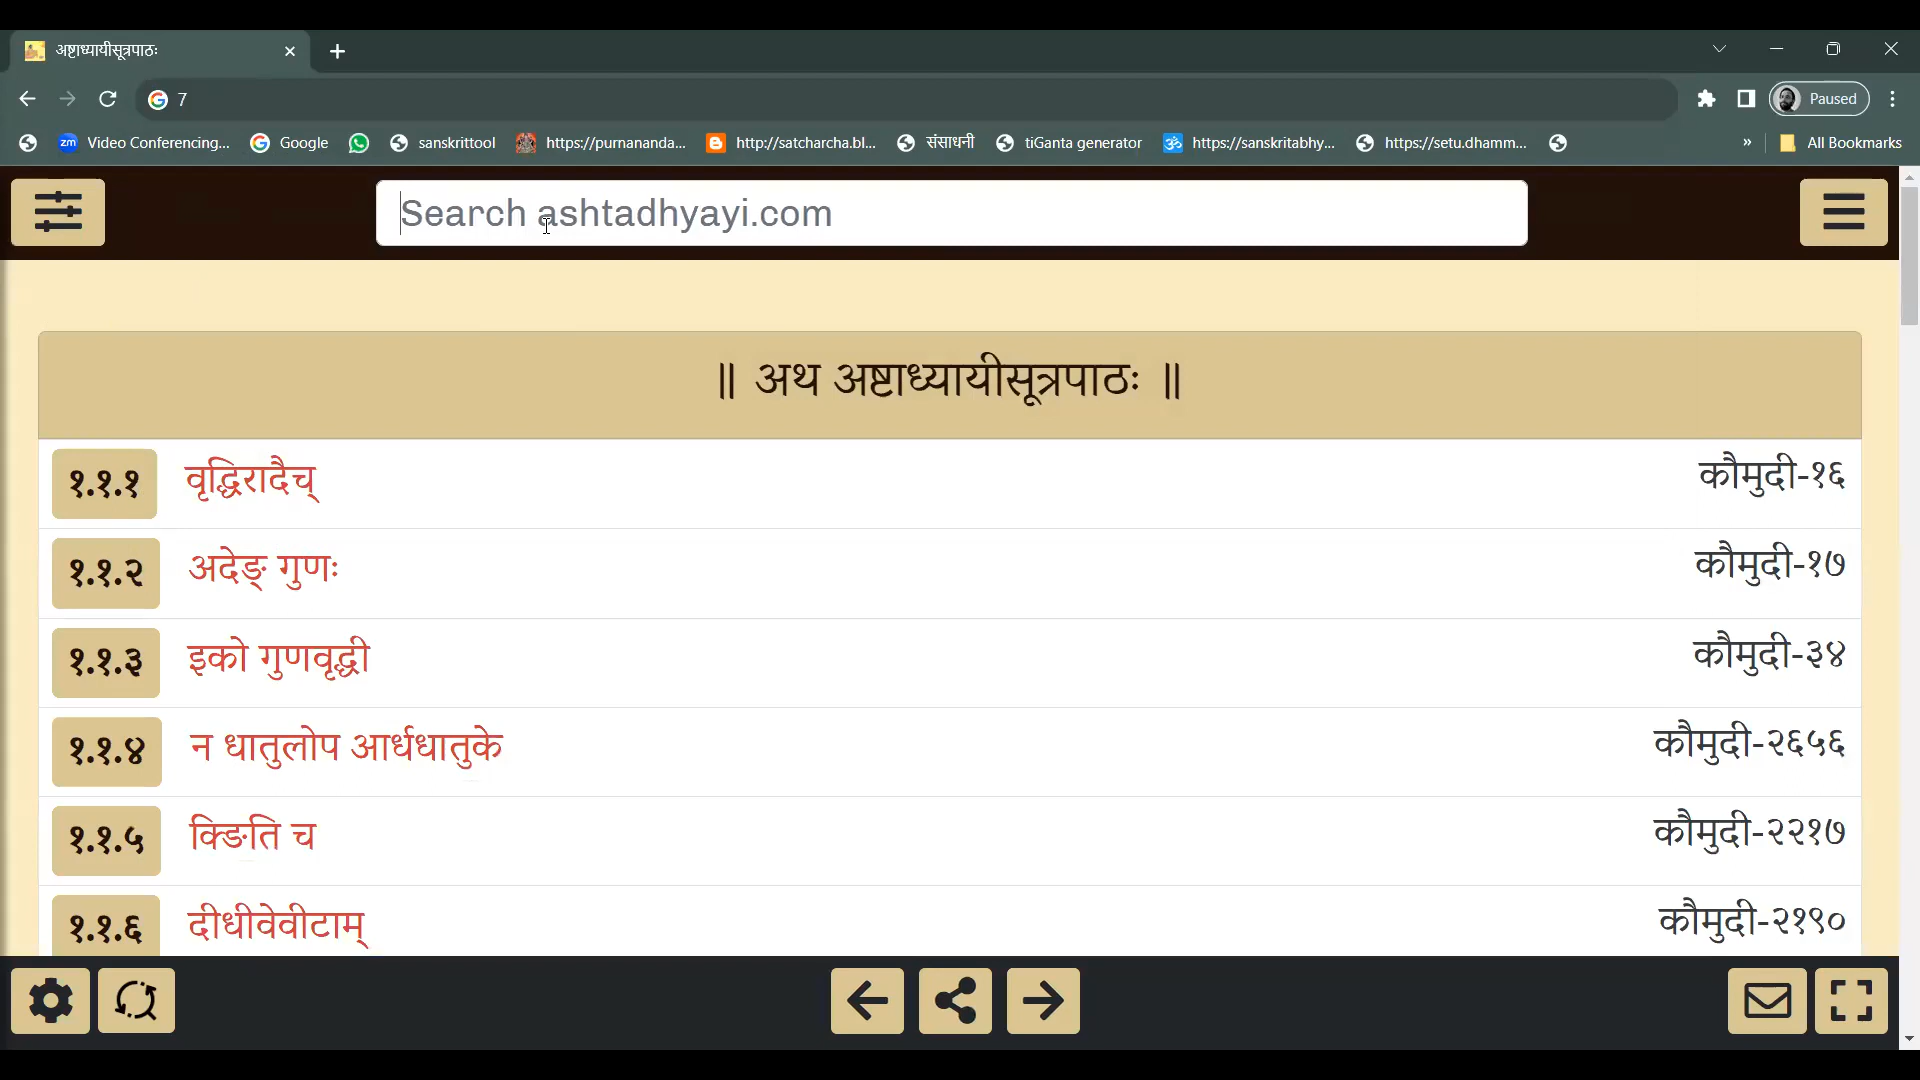 अष्टाध्यायीसूत्रपाठः
7
Paused
Video Conferencing... Google sanskrittool https://purnananda... http://satcharcha.bl... संसाधनी tiGanta generator https://sanskritabhy... https://setu.dhamm... » All Bookmarks
Search ashtadhyayi.com
॥ अथ अष्टाध्यायीसूत्रपाठः ॥
१.१.१ वृद्धिरादैच् कौमुदी-१६
१.१.२ अदेङ् गुणः कौमुदी-१७
१.१.३ इको गुणवृद्धी कौमुदी-३४
१.१.४ न धातुलोप आर्धधातुके कौमुदी-२६५६
१.१.५ क्ङिति च कौमुदी-२२१७
१.१.६ दीधीवेवीटाम् कौमुदी-२१९०